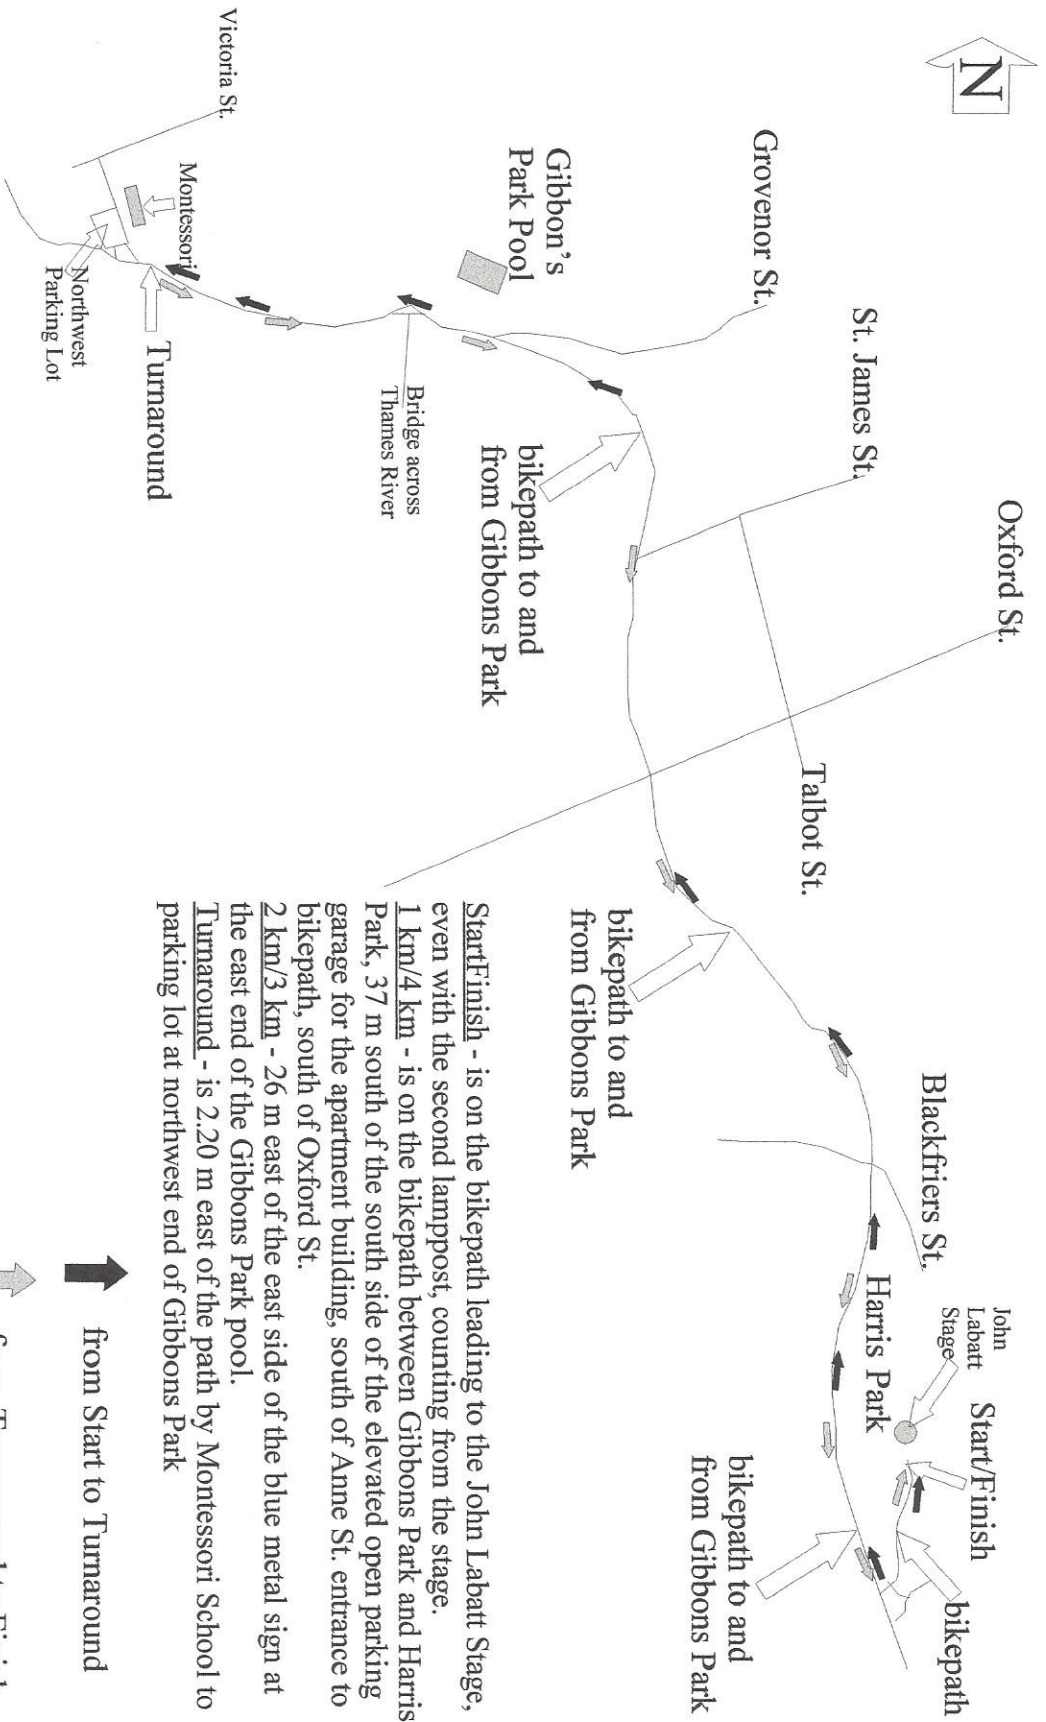 N
Victoria St.
Montessori
Northwest
Parking Lot
Turnaround
Gibbon's
Park Pool
Bridge across
Thames River
Grovenor St.
St. James St.
bikepath to and
from Gibbons Park
Oxford St.
Talbot St.
bikepath to and
from Gibbons Park
Blackfriers St.
Harris Park
John
Labatt
Stage
Start/Finish
bikepath
bikepath to and
from Gibbons Park
StartFinish - is on the bikepath leading to the John Labatt Stage,
even with the second lamppost, counting from the stage.
1 km/4 km - is on the bikepath between Gibbons Park and Harris
Park, 37 m south of the south side of the elevated open parking
garage for the apartment building, south of Anne St. entrance to
bikepath, south of Oxford St.
2 km/3 km - 26 m east of the east side of the blue metal sign at
the east end of the Gibbons Park pool.
Turnaround - is 2.20 m east of the path by Montessori School to
parking lot at northwest end of Gibbons Park
from Start to Turnaround